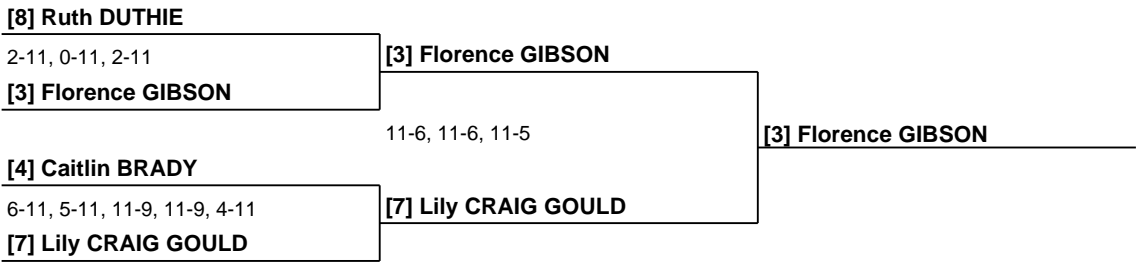 [8] Ruth DUTHIE
2-11, 0-11, 2-11
[3] Florence GIBSON
[3] Florence GIBSON
11-6, 11-6, 11-5
[3] Florence GIBSON
[4] Caitlin BRADY
6-11, 5-11, 11-9, 11-9, 4-11
[7] Lily CRAIG GOULD
[7] Lily CRAIG GOULD